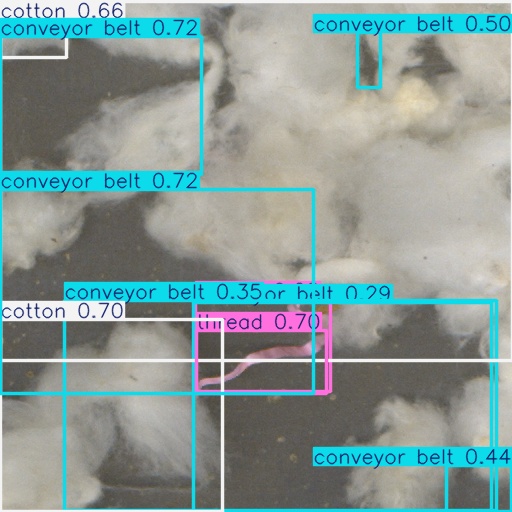 cotton 0.66
conveyor belt 0.72
conveyor belt 0.50
conveyor belt 0.72
conveyor belt 0.35
or belt 0.29
cotton 0.70
thread 0.70
conveyor belt 0.44